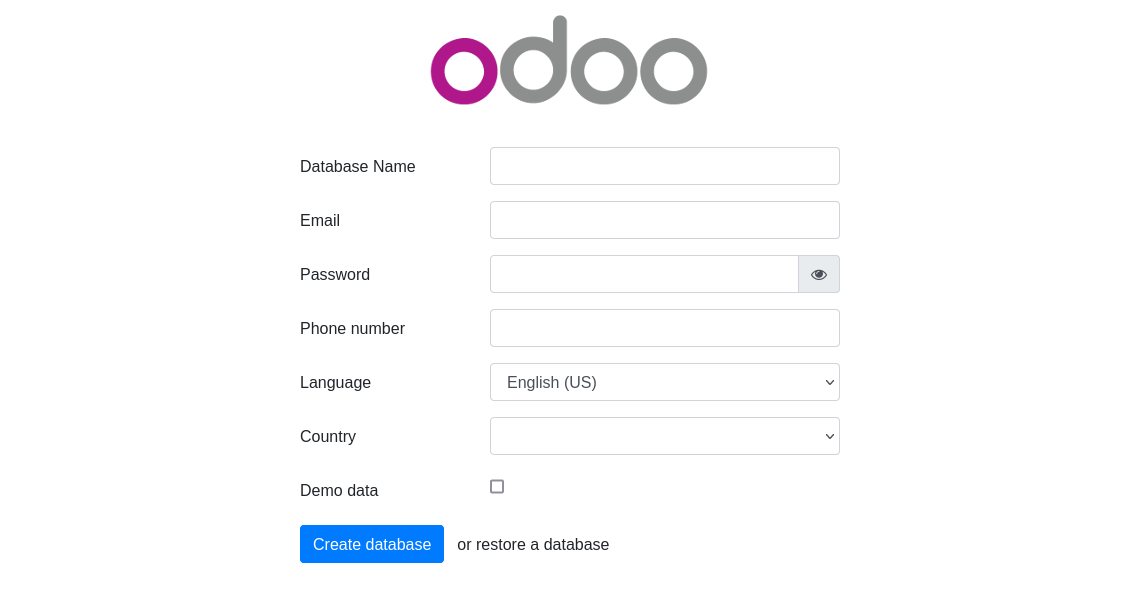 odoo
Database Name
Email
Password
Phone number
Language English (US)
Country
Demo data
Create database or restore a database